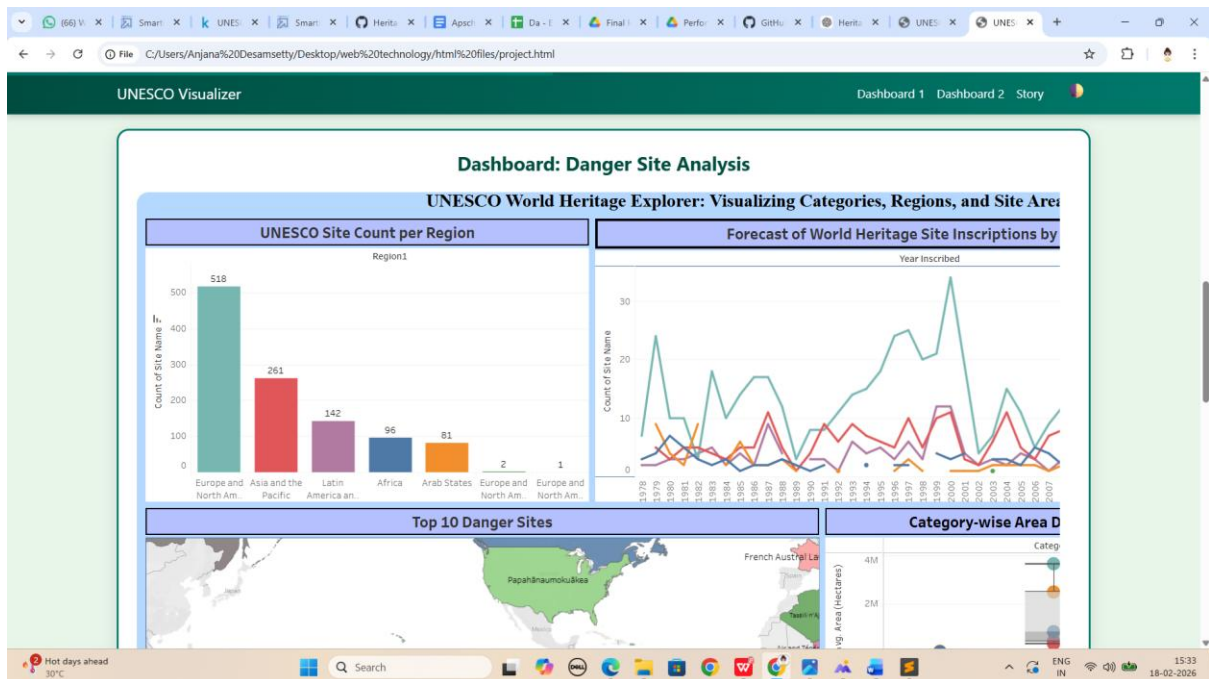 (66) W
Smart
UNES
Smart
Herita
Apsch
Da - E
Final
Perfor
GitHu
Herita
UNES
UNES
File C:/Users/Anjana%20Desamsetty/Desktop/web%20technology/html%20files/project.html
UNESCO Visualizer
Dashboard 1 Dashboard 2 Story
Dashboard: Danger Site Analysis
UNESCO World Heritage Explorer: Visualizing Categories, Regions, and Site Area
UNESCO Site Count per Region
Region1
Count of Site Name
500
400
300
200
100
0
518
261
142
96
81
2
1
Europe and North Am..
Asia and the Pacific
Latin America an..
Africa
Arab States
Europe and North Am..
Europe and North Am..
Forecast of World Heritage Site Inscriptions by
Year Inscribed
Count of Site Name
30
20
10
0
1978
1979
1980
1981
1982
1983
1984
1985
1986
1987
1988
1989
1990
1991
1992
1993
1994
1995
1996
1997
1998
1999
2000
2001
2002
2003
2004
2005
2006
2007
Top 10 Danger Sites
Japan
Papahānaumokuākea
Mexico
French Austral La
Spain
Category-wise Area D
Categ
Avg. Area (Hectares)
4M
2M
2
Hot days ahead
30°C
Search
DELL
W
ENG
IN
15:33
18-02-2026